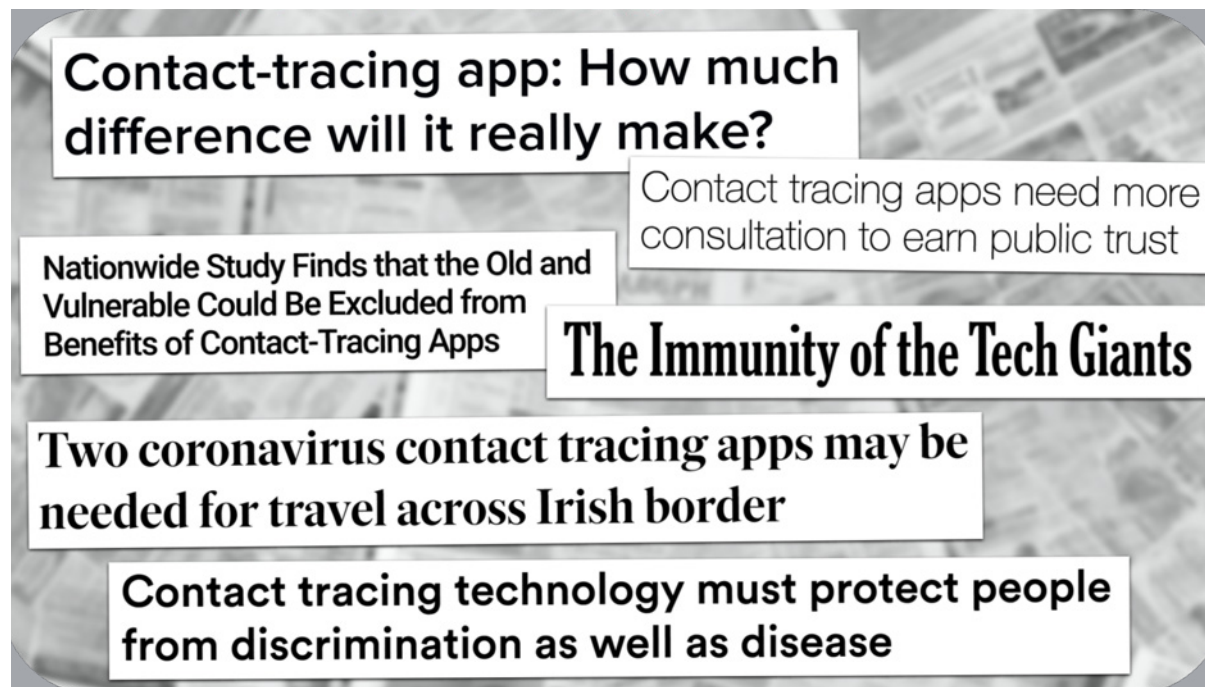 Contact-tracing app: How much
difference will it really make?
Contact tracing apps need more
consultation to earn public trust
Nationwide Study Finds that the Old and
Vulnerable Could Be Excluded from
Benefits of Contact-Tracing Apps
The Immunity of the Tech Giants
Two coronavirus contact tracing apps may be
needed for travel across Irish border
Contact tracing technology must protect people
from discrimination as well as disease